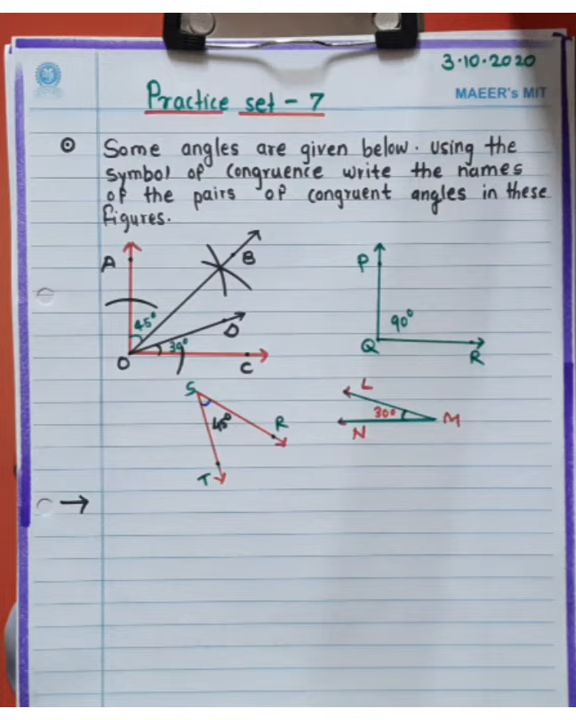 3.10.2020
MAEER's MIT
Practice set - 7
Some angles are given below. using the
symbol of congruence write the names
of the pairs of congruent angles in these
figures.
A
B
45°
D
30°
O
C
P
90°
Q
R
S
45°
R
T
L
30°
M
N